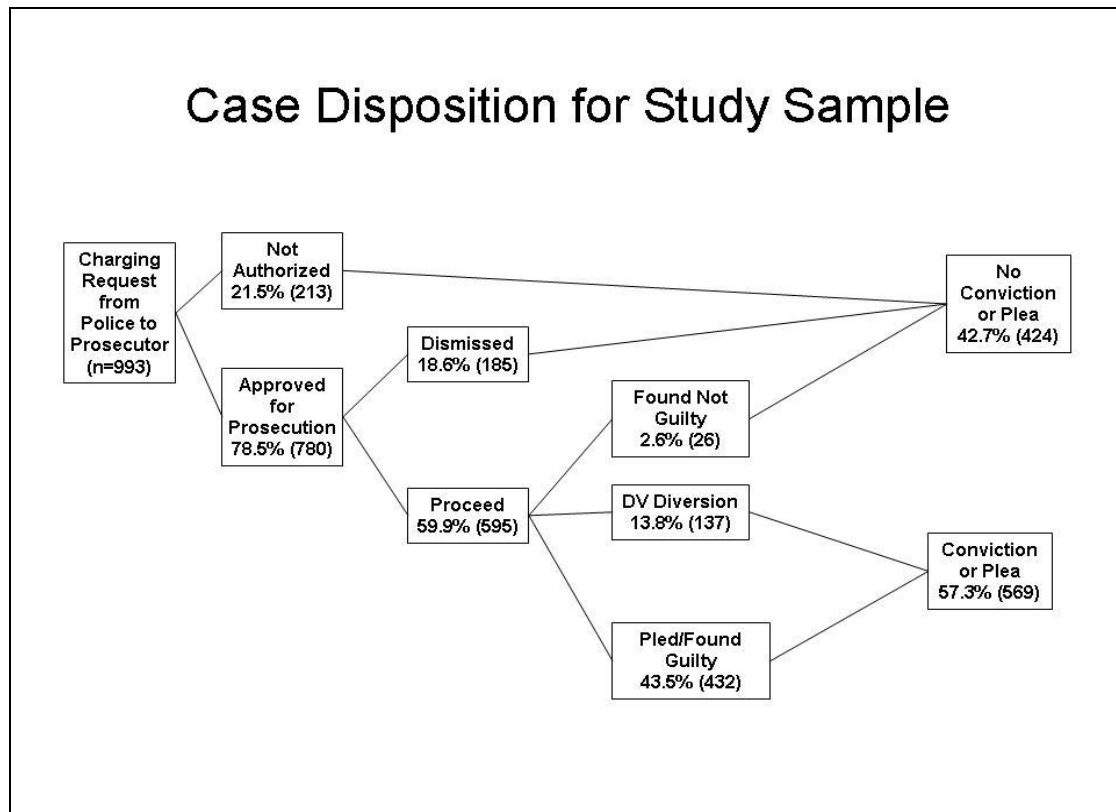 Case Disposition for Study Sample
Charging
Request
from
Police to
Prosecutor
(n=993)
Not
Authorized
21.5% (213)
Approved
for
Prosecution
78.5% (780)
Dismissed
18.6% (185)
Proceed
59.9% (595)
Found Not
Guilty
2.6% (26)
DV Diversion
13.8% (137)
Pled/Found
Guilty
43.5% (432)
No
Conviction
or Plea
42.7% (424)
Conviction
or Plea
57.3% (569)